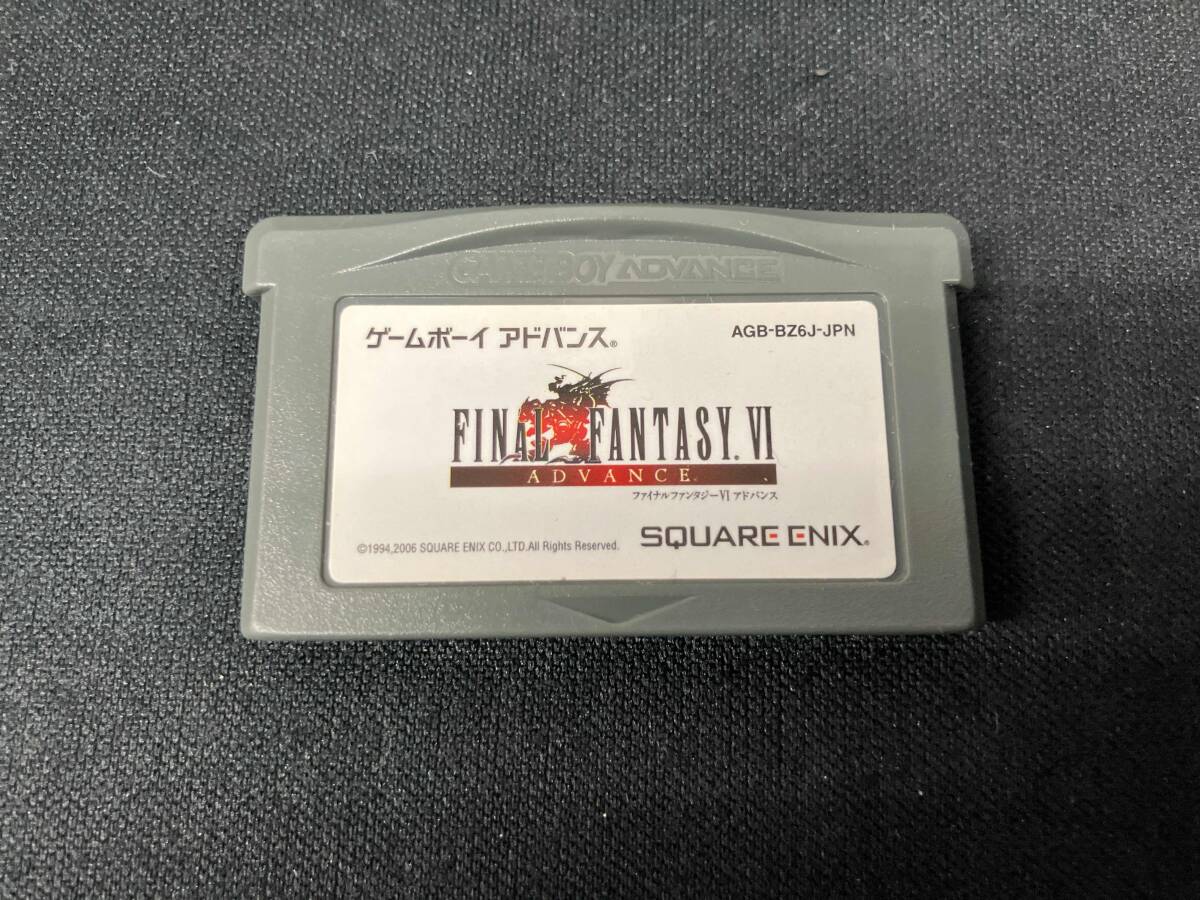 GAME BOY ADVANCE
ゲームボーイ アドバンス®
AGB-BZ6J-JPN
FINAL FANTASY. VI
ADVANCE
ファイナルファンタジーVI アドバンス
©1994,2006 SQUARE ENIX CO.,LTD.All Rights Reserved.
SQUARE ENIX®